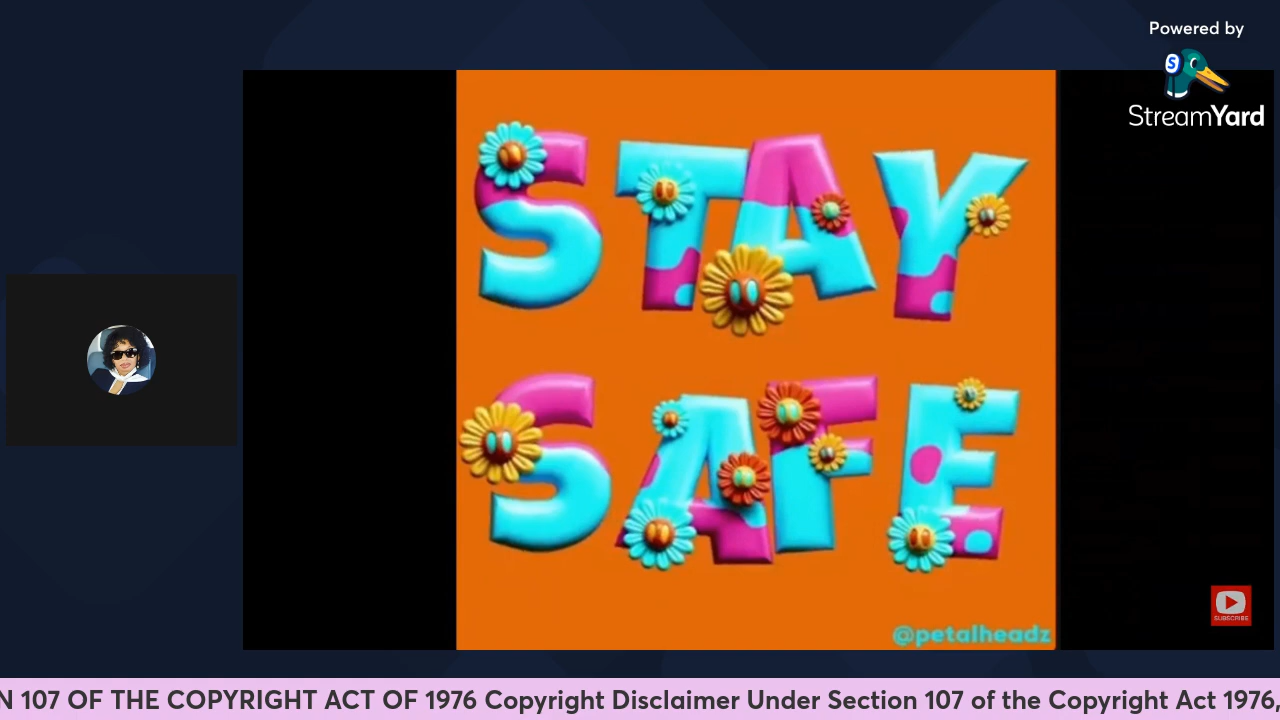 Powered by
S
StreamYard
STAY
SAFE
@petalheadz
SUBSCRIBE
N 107 OF THE COPYRIGHT ACT OF 1976 Copyright Disclaimer Under Section 107 of the Copyright Act 1976,